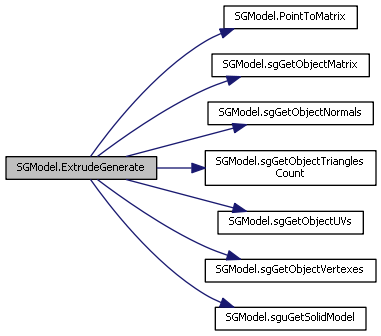 SGModel.PointToMatrix
SGModel.sgGetObjectMatrix
SGModel.sgGetObjectNormals
SGModel.ExtrudeGenerate
SGModel.sgGetObjectTriangles
Count
SGModel.sgGetObjectUVs
SGModel.sgGetObjectVertexes
SGModel.sguGetSolidModel